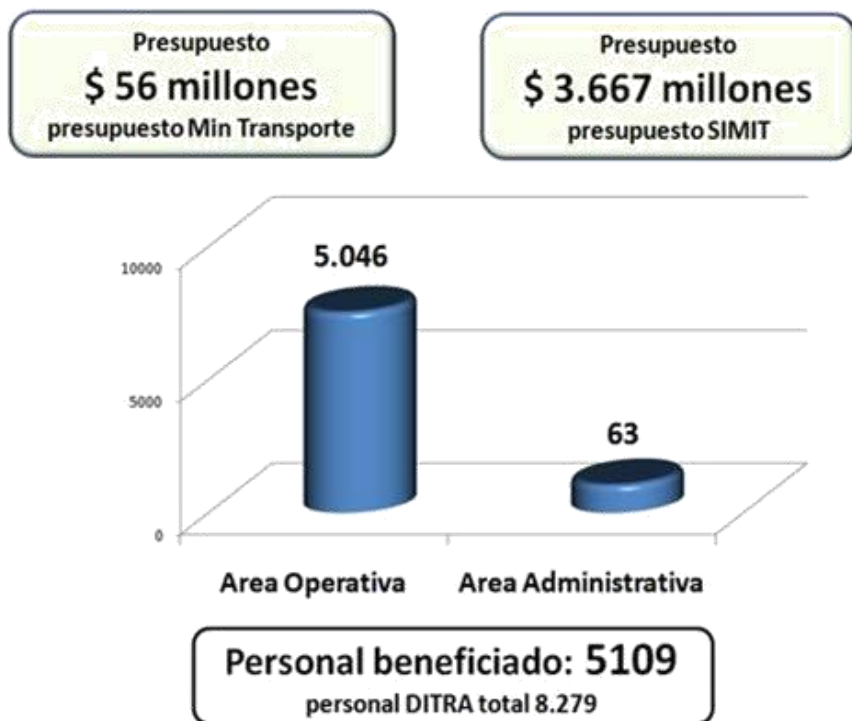 Presupuesto
$ 56 millones
presupuesto Min Transporte
Presupuesto
$ 3.667 millones
presupuesto SIMIT
10000
5000
0
5.046
63
Area Operativa
Area Administrativa
Personal beneficiado: 5109
personal DITRA total 8.279